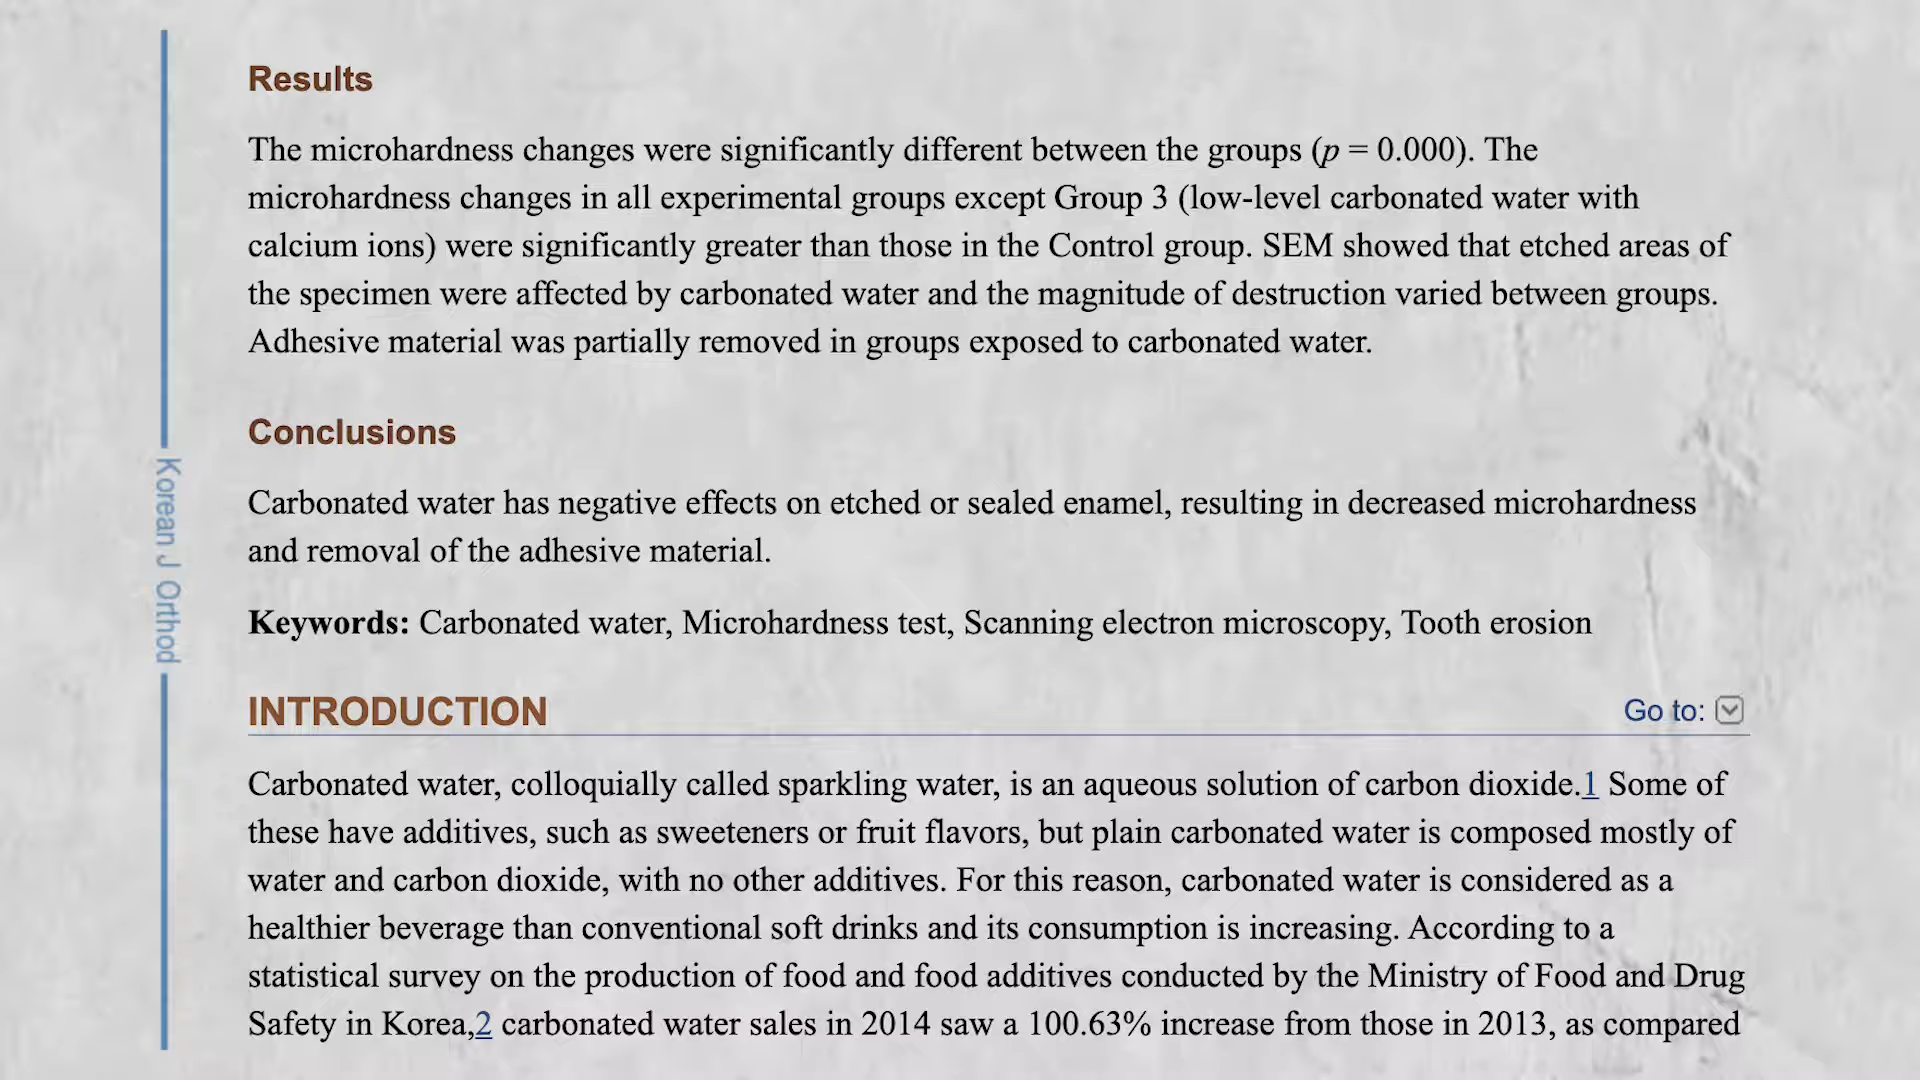 Results
The microhardness changes were significantly different between the groups (p = 0.000). The
microhardness changes in all experimental groups except Group 3 (low-level carbonated water with
calcium ions) were significantly greater than those in the Control group. SEM showed that etched areas of
the specimen were affected by carbonated water and the magnitude of destruction varied between groups.
Adhesive material was partially removed in groups exposed to carbonated water.
Conclusions
Carbonated water has negative effects on etched or sealed enamel, resulting in decreased microhardness
and removal of the adhesive material.
Keywords: Carbonated water, Microhardness test, Scanning electron microscopy, Tooth erosion
INTRODUCTION
Go to:
Carbonated water, colloquially called sparkling water, is an aqueous solution of carbon dioxide.1 Some of
these have additives, such as sweeteners or fruit flavors, but plain carbonated water is composed mostly of
water and carbon dioxide, with no other additives. For this reason, carbonated water is considered as a
healthier beverage than conventional soft drinks and its consumption is increasing. According to a
statistical survey on the production of food and food additives conducted by the Ministry of Food and Drug
Safety in Korea,2 carbonated water sales in 2014 saw a 100.63% increase from those in 2013, as compared
Korean J Orthod